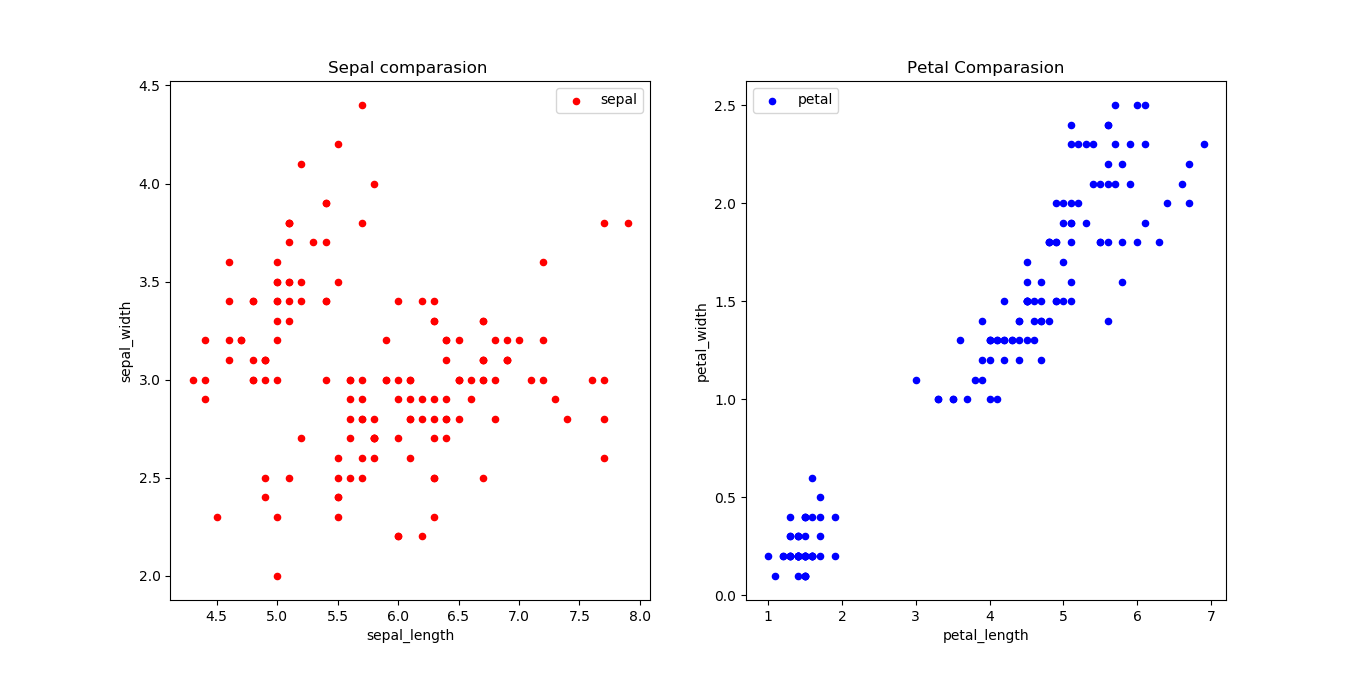 Sepal comparasion
sepal
4.5
4.0
3.5
3.0
2.5
2.0
sepal_width
4.5 5.0 5.5 6.0 6.5 7.0 7.5 8.0
sepal_length
Petal Comparasion
petal
2.5
2.0
1.5
1.0
0.5
0.0
petal_width
1 2 3 4 5 6 7
petal_length